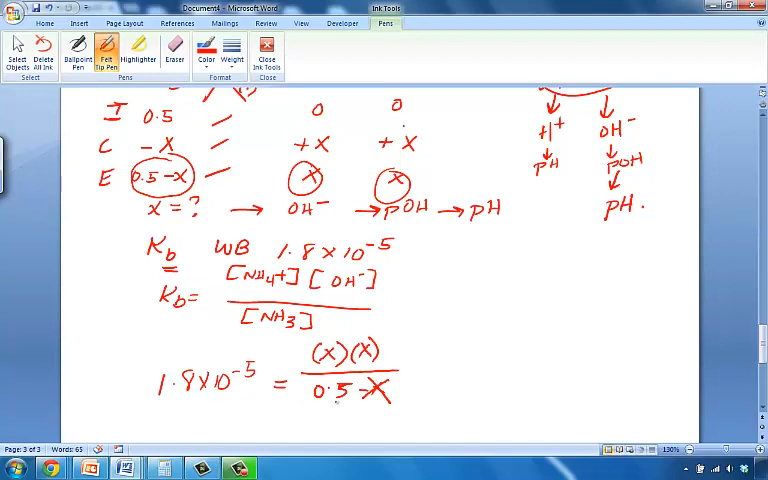 Document4 - Microsoft Word
Ink Tools
Home Insert Page Layout References Mailings Review View Developer Pens
Select Objects
Delete All Ink
Ballpoint Pen
Felt Tip Pen
Highlighter
Eraser
Color
Weight
Close Ink Tools
Select Pens Format Close
I 0.5 0 0
C -X +X +X
E 0.5-X X X
X=? → OH⁻ → POH → PH
H⁺ OH⁻
PH POH
PH.
Kb WB 1.8 X 10⁻⁵
Kb= [NH₄+] [OH⁻]
[NH₃]
1.8X10⁻⁵ = (X)(X)
0.5-X
Page: 3 of 3 Words: 65 130%